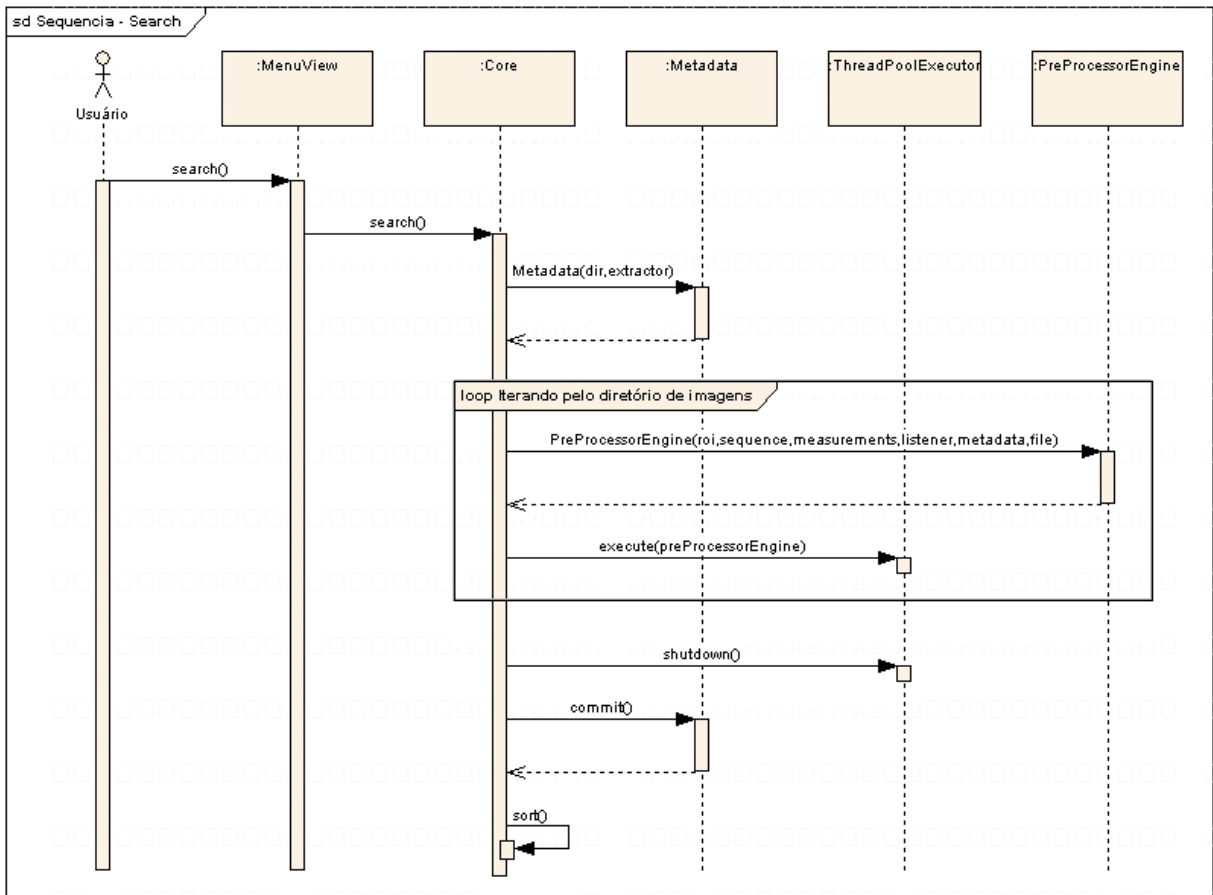 sd Sequencia - Search
:MenuView
:Core
:Metadata
:ThreadPoolExecutor
:PreProcessorEngine
Usuário
search()
search()
Metadata(dir,extractor)
loop Iterando pelo diretório de imagens
PreProcessorEngine(roi,sequence,measurements,listener,metadata,file)
execute(preProcessorEngine)
shutdown()
commit()
sort()